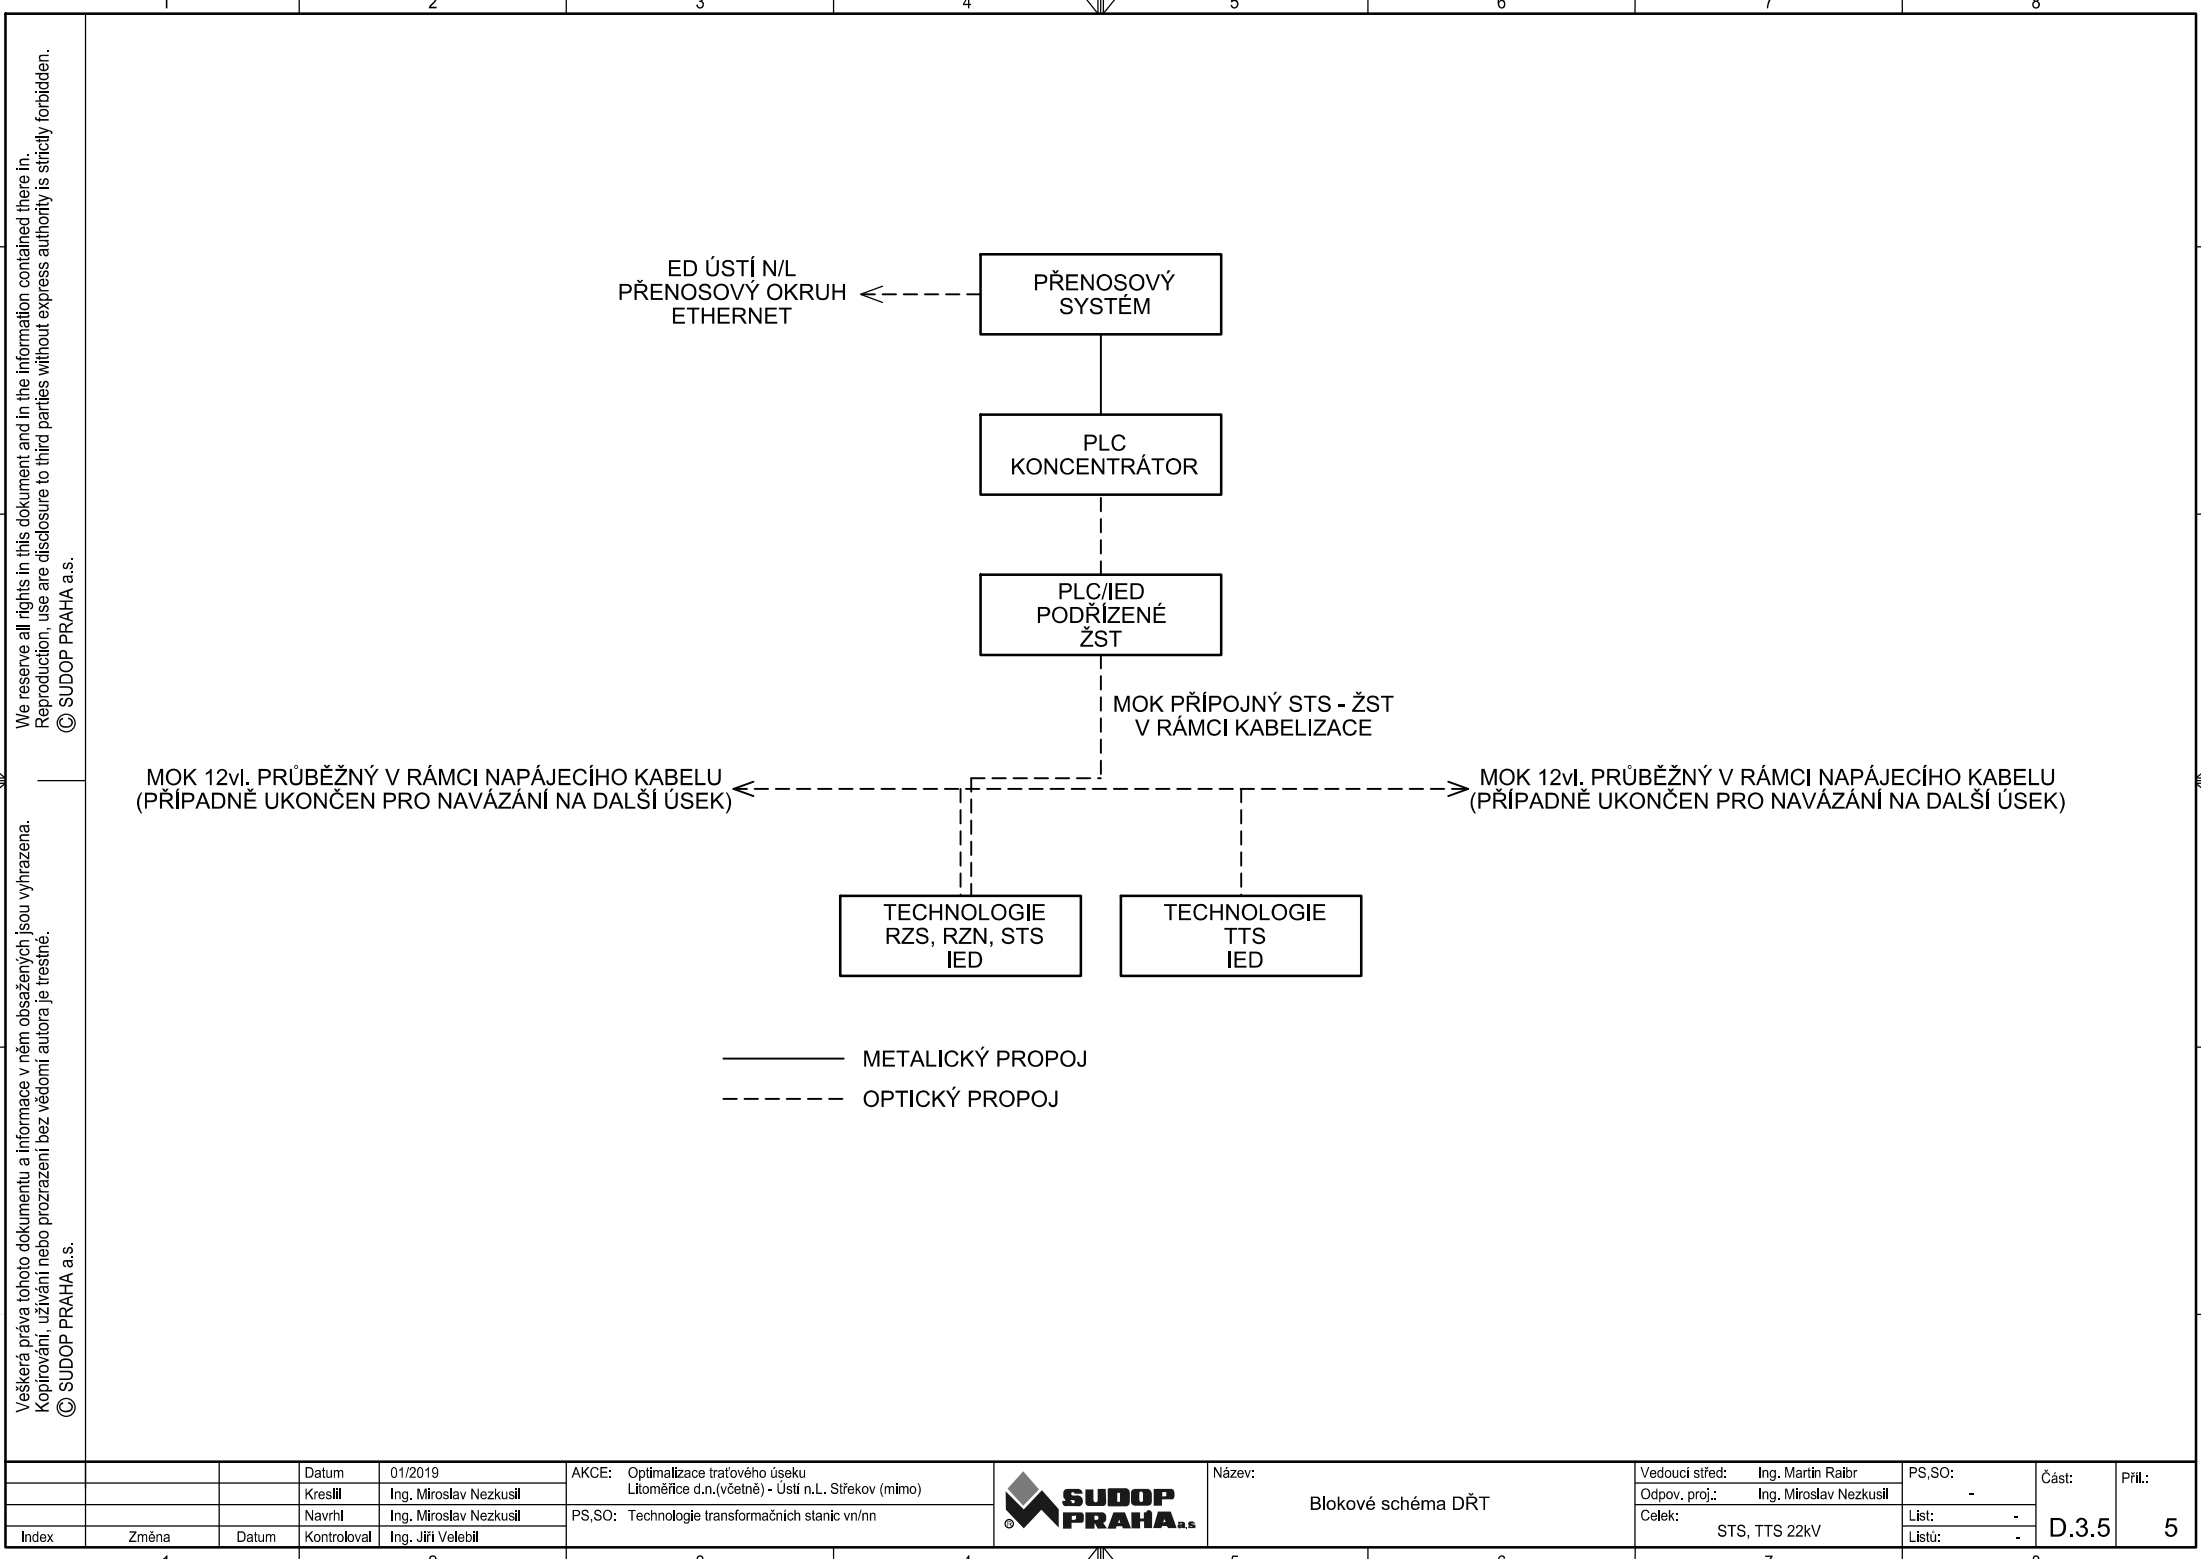 1 2 3 4 5 6 7 8
We reserve all rights in this dokument and in the information contained there in.
Reproduction, use are disclosure to third parties without express authority is strictly forbidden.
© SUDOP PRAHA a.s.
Veškerá práva tohoto dokumentu a informace v něm obsažených jsou vyhrazena.
Kopírování, užívání nebo prozrazení bez vědomí autora je trestné.
© SUDOP PRAHA a.s.
ED ÚSTÍ N/L
PŘENOSOVÝ OKRUH
ETHERNET
PŘENOSOVÝ
SYSTÉM
PLC
KONCENTRÁTOR
PLC/IED
PODŘÍZENÉ
ŽST
MOK PŘÍPOJNÝ STS - ŽST
V RÁMCI KABELIZACE
MOK 12vl. PRŮBĚŽNÝ V RÁMCI NAPÁJECÍHO KABELU
(PŘÍPADNĚ UKONČEN PRO NAVÁZÁNÍ NA DALŠÍ ÚSEK)
MOK 12vl. PRŮBĚŽNÝ V RÁMCI NAPÁJECÍHO KABELU
(PŘÍPADNĚ UKONČEN PRO NAVÁZÁNÍ NA DALŠÍ ÚSEK)
TECHNOLOGIE
RZS, RZN, STS
IED
TECHNOLOGIE
TTS
IED
METALICKÝ PROPOJ
OPTICKÝ PROPOJ
Index Změna Datum
Datum 01/2019
Kreslil Ing. Miroslav Nezkusil
Navrhl Ing. Miroslav Nezkusil
Kontroloval Ing. Jiří Velebil
AKCE: Optimalizace traťového úseku
Litoměřice d.n.(včetně) - Ústí n.L. Střekov (mimo)
PS,SO: Technologie transformačních stanic vn/nn
® SUDOP
PRAHA a.s
Název:
Blokové schéma DŘT
Vedoucí střed: Ing. Martin Raibr
Odpov. proj.: Ing. Miroslav Nezkusil
Celek:
STS, TTS 22kV
PS,SO:
-
List: -
Listů: -
Část:
D.3.5
Příl.:
5